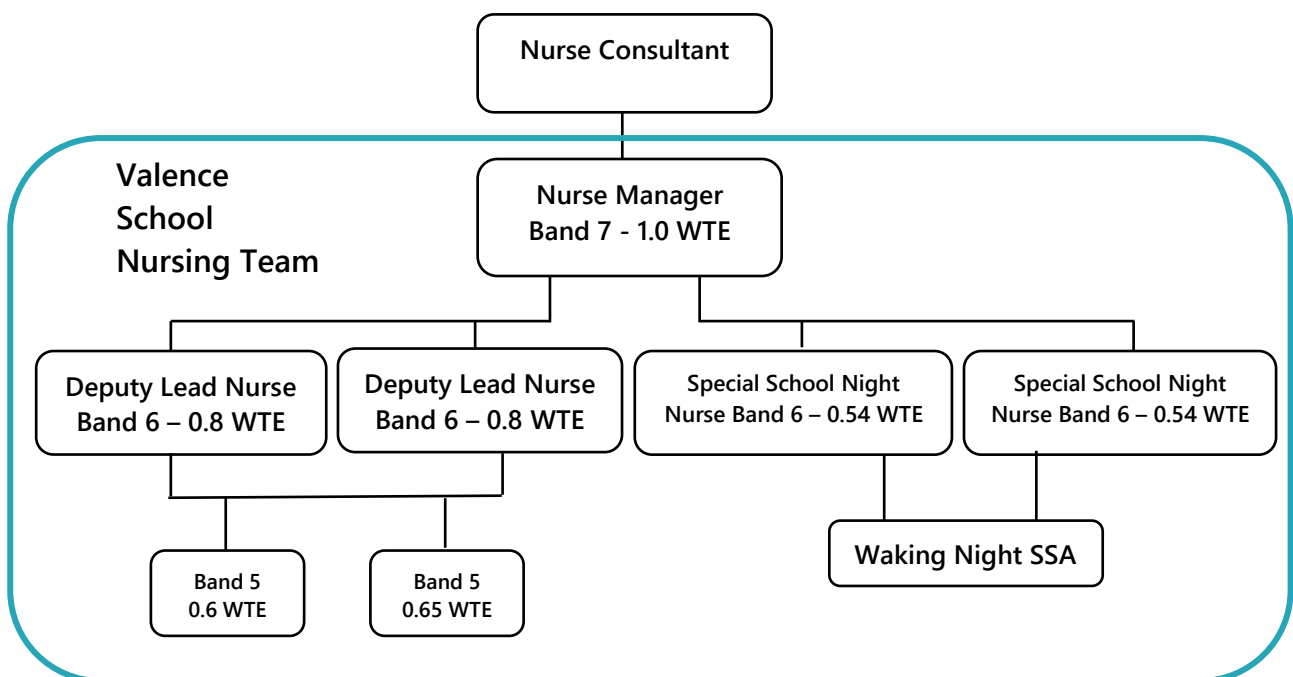 Nurse Consultant
Valence
School
Nursing Team
Nurse Manager
Band 7 - 1.0 WTE
Deputy Lead Nurse
Band 6 – 0.8 WTE
Deputy Lead Nurse
Band 6 – 0.8 WTE
Special School Night
Nurse Band 6 – 0.54 WTE
Special School Night
Nurse Band 6 – 0.54 WTE
Band 5
0.6 WTE
Band 5
0.65 WTE
Waking Night SSA